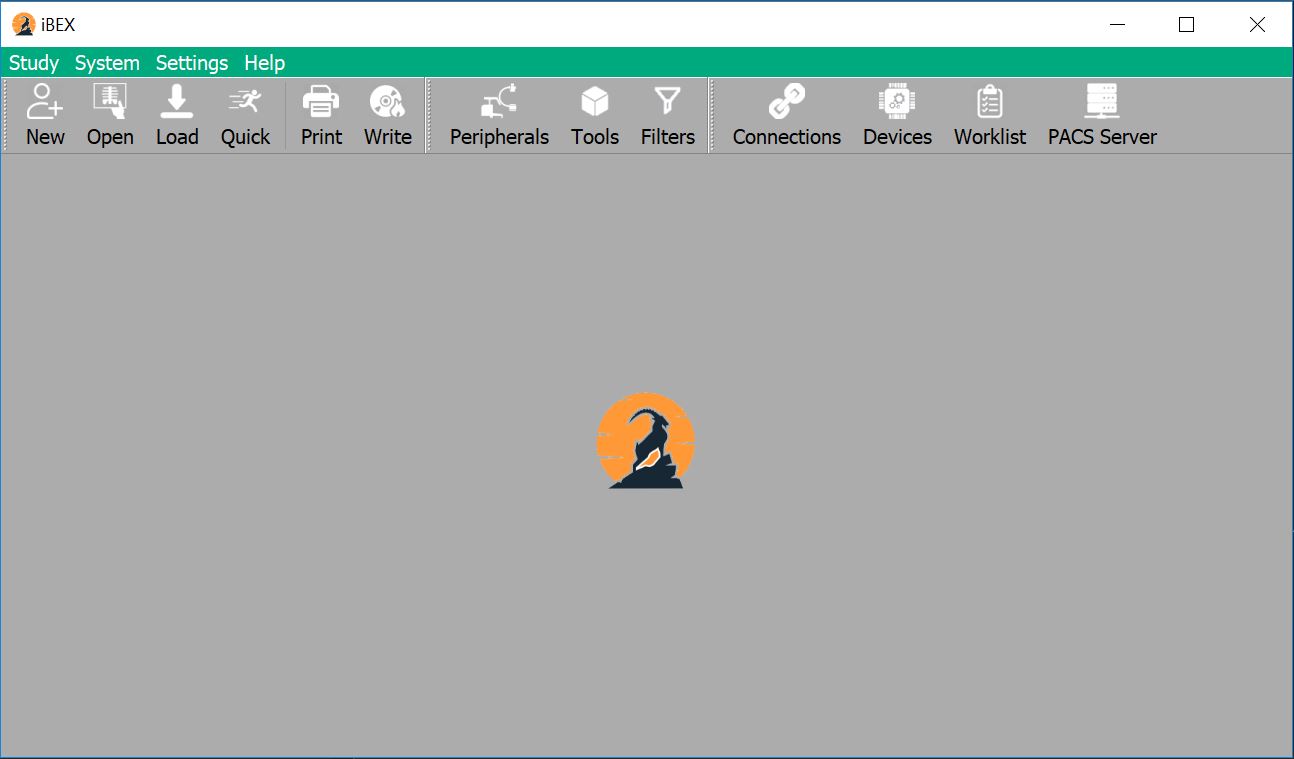 iBEX
Study System Settings Help
New Open Load Quick Print Write Peripherals Tools Filters Connections Devices Worklist PACS Server